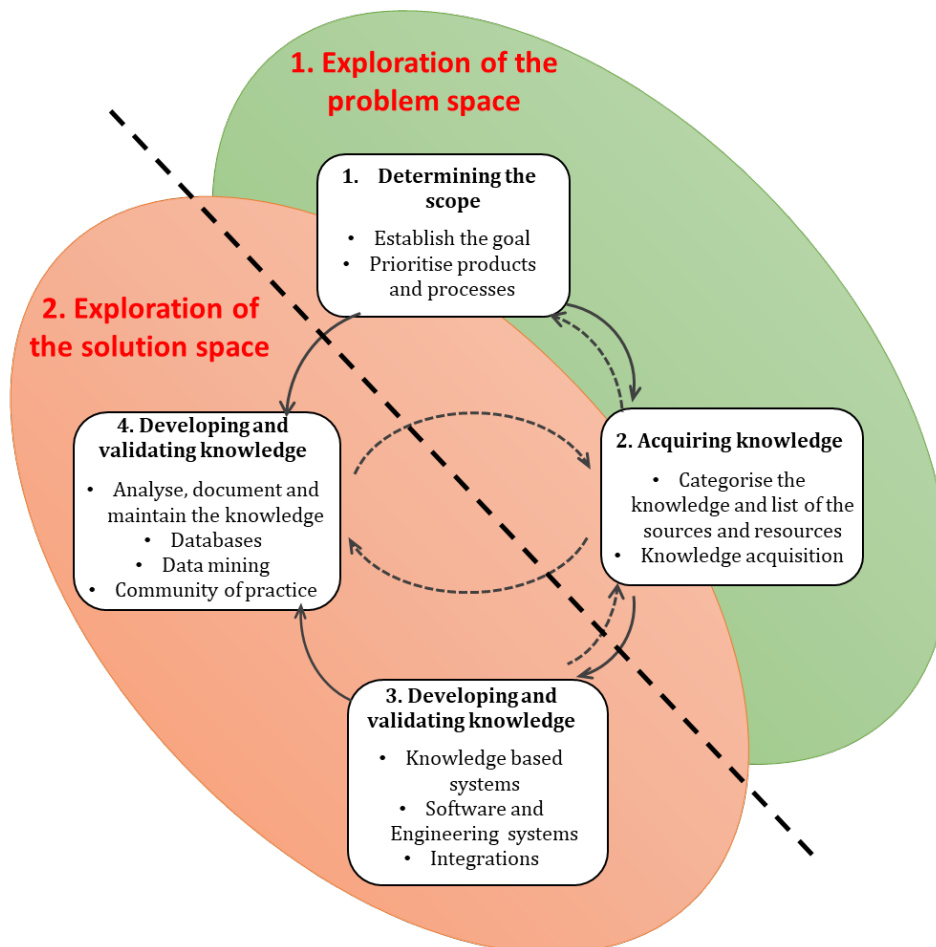 1. Exploration of the
problem space
1. Determining the
scope
• Establish the goal
• Prioritise products
and processes
2. Exploration of
the solution space
4. Developing and
validating knowledge
• Analyse, document and
maintain the knowledge
• Databases
• Data mining
• Community of practice
2. Acquiring knowledge
• Categorise the
knowledge and list of the
sources and resources
• Knowledge acquisition
3. Developing and
validating knowledge
• Knowledge based
systems
• Software and
Engineering systems
• Integrations